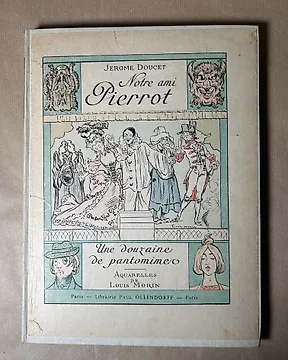 JEROME DOUCET
Notre ami
Pierrot
Une douzaine
de pantomimes
AQUARELLES
DE
LOUIS MORIN
Paris — Librairie PAUL OLLENDORFF — Paris